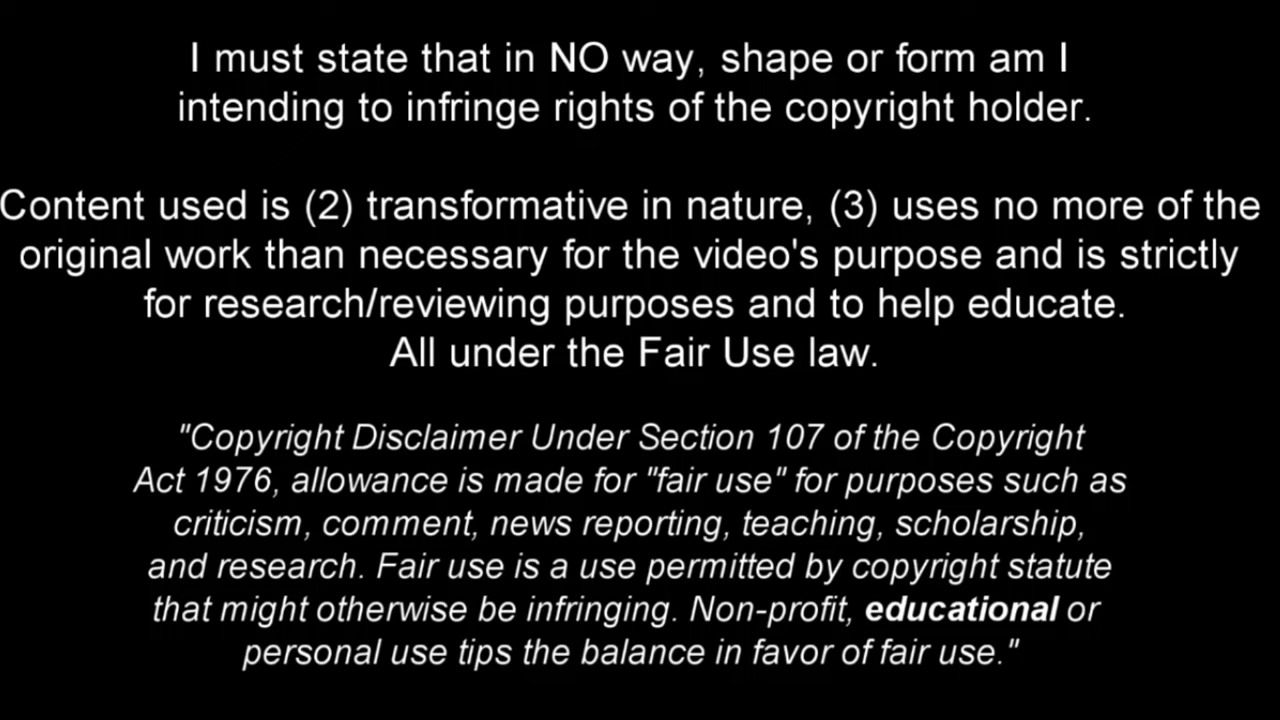 I must state that in NO way, shape or form am I
intending to infringe rights of the copyright holder.
Content used is (2) transformative in nature, (3) uses no more of the
original work than necessary for the video's purpose and is strictly
for research/reviewing purposes and to help educate.
All under the Fair Use law.
"Copyright Disclaimer Under Section 107 of the Copyright
Act 1976, allowance is made for "fair use" for purposes such as
criticism, comment, news reporting, teaching, scholarship,
and research. Fair use is a use permitted by copyright statute
that might otherwise be infringing. Non-profit, educational or
personal use tips the balance in favor of fair use."